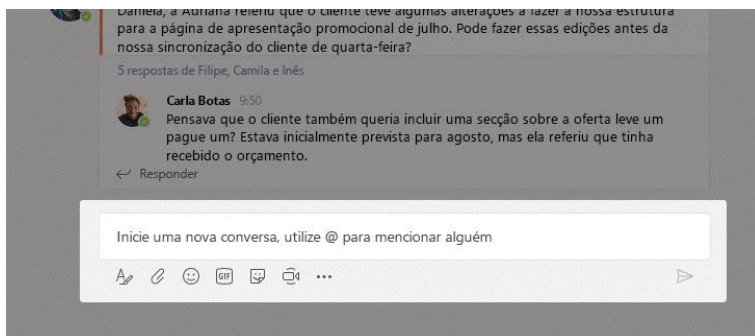 Daniela, a Adriana referiu que o cliente teve algumas alterações a fazer à nossa estrutura
para a página de apresentação promocional de julho. Pode fazer essas edições antes da
nossa sincronização do cliente de quarta-feira?
5 respostas de Filipe, Camila e Inês
Carla Botas 9:50
Pensava que o cliente também queria incluir uma secção sobre a oferta leve um
pague um? Estava inicialmente prevista para agosto, mas ela referiu que tinha
recebido o orçamento.
Responder
Inicie uma nova conversa, utilize @ para mencionar alguém
GIF